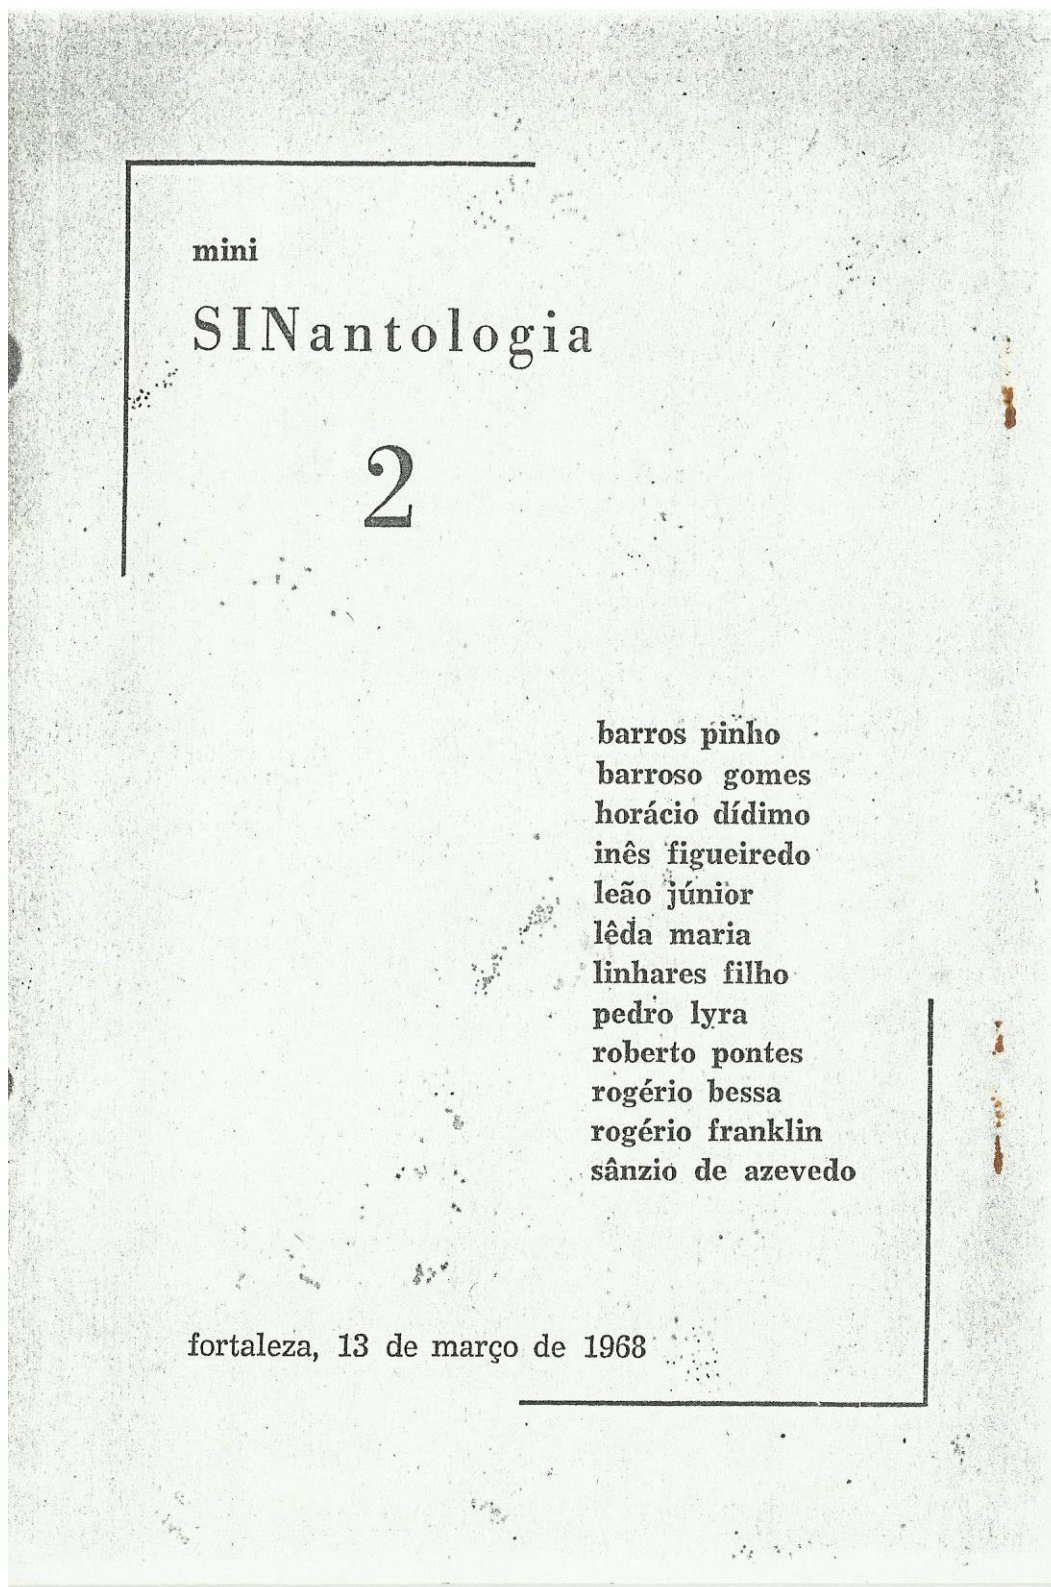 mini
SINantologia
2
barros pinho
barroso gomes
horácio dídimo
inês figueiredo
leão júnior
lêda maria
linhares filho
pedro lyra
roberto pontes
rogério bessa
rogério franklin
sânzio de azevedo
fortaleza, 13 de março de 1968